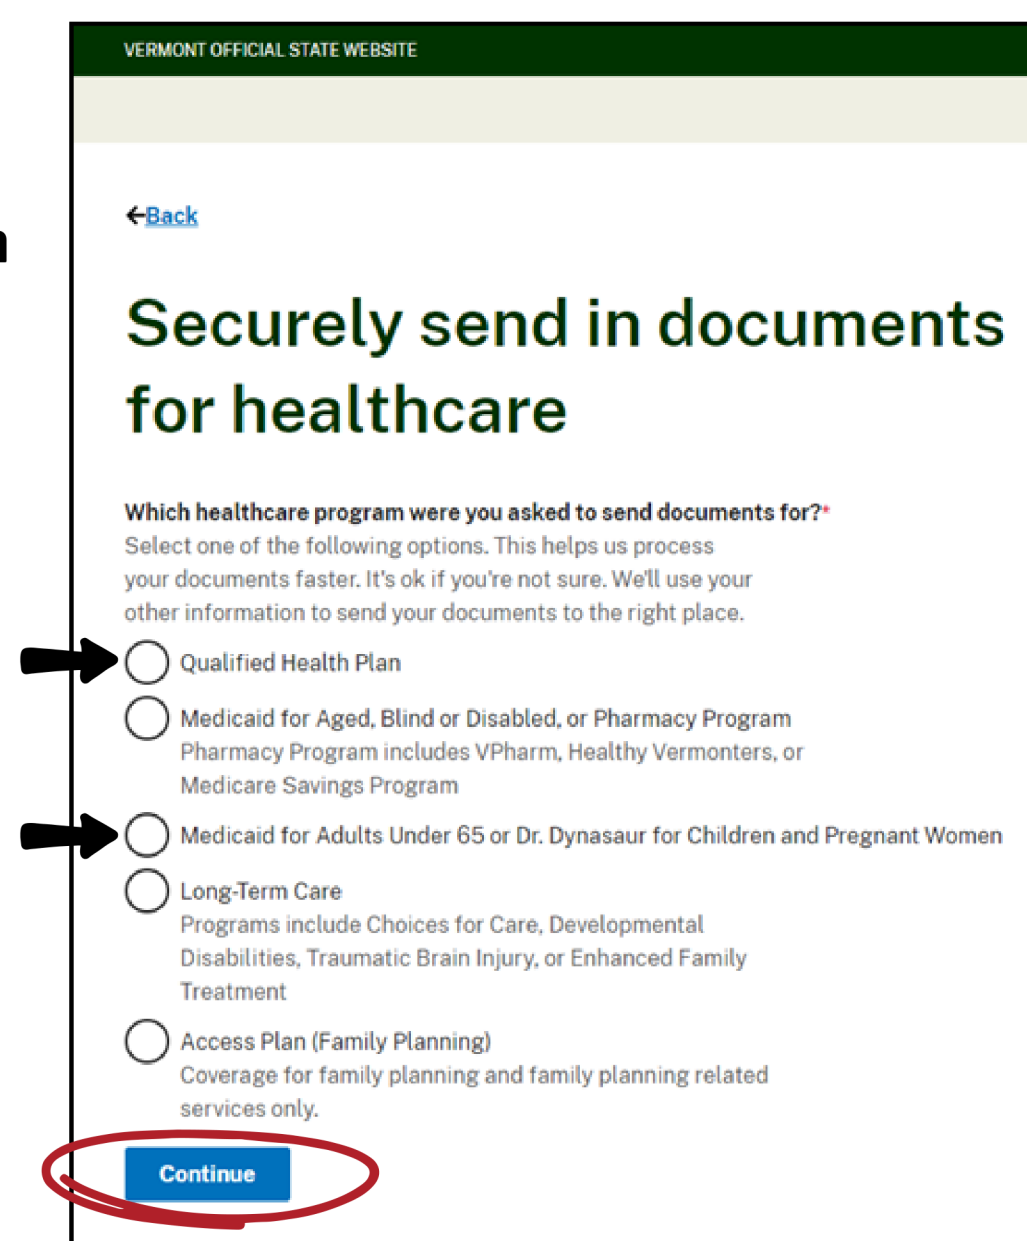 VERMONT OFFICIAL STATE WEBSITE
←Back
Securely send in documents
for healthcare
Which healthcare program were you asked to send documents for?*
Select one of the following options. This helps us process
your documents faster. It's ok if you're not sure. We'll use your
other information to send your documents to the right place.
Qualified Health Plan
Medicaid for Aged, Blind or Disabled, or Pharmacy Program
Pharmacy Program includes VPharm, Healthy Vermonters, or
Medicare Savings Program
Medicaid for Adults Under 65 or Dr. Dynasaur for Children and Pregnant Women
Long-Term Care
Programs include Choices for Care, Developmental
Disabilities, Traumatic Brain Injury, or Enhanced Family
Treatment
Access Plan (Family Planning)
Coverage for family planning and family planning related
services only.
Continue